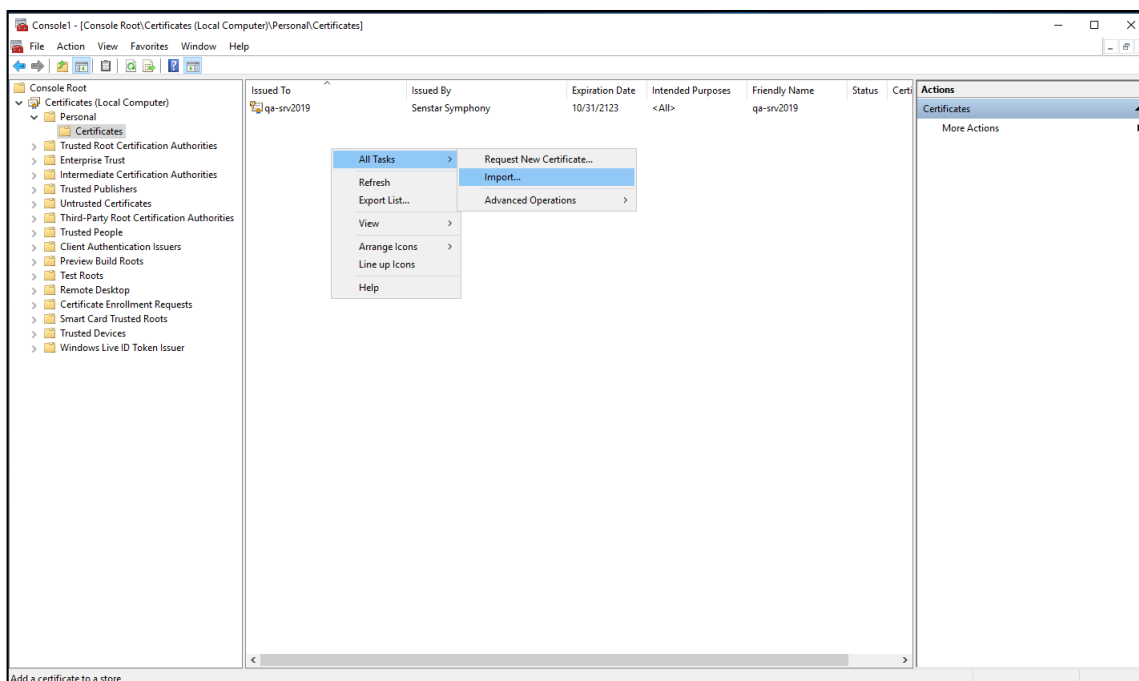 Console1 - [Console Root\Certificates (Local Computer)\Personal\Certificates]
File Action View Favorites Window Help
Console Root
Certificates (Local Computer)
Personal
Certificates
Trusted Root Certification Authorities
Enterprise Trust
Intermediate Certification Authorities
Trusted Publishers
Untrusted Certificates
Third-Party Root Certification Authorities
Trusted People
Client Authentication Issuers
Preview Build Roots
Test Roots
Remote Desktop
Certificate Enrollment Requests
Smart Card Trusted Roots
Trusted Devices
Windows Live ID Token Issuer
Issued To Issued By Expiration Date Intended Purposes Friendly Name Status Certi
qa-srv2019 Senstar Symphony 10/31/2123 <All> qa-srv2019
All Tasks
Refresh
Export List...
View
Arrange Icons
Line up Icons
Help
Request New Certificate...
Import...
Advanced Operations
Actions
Certificates
More Actions
Add a certificate to a store